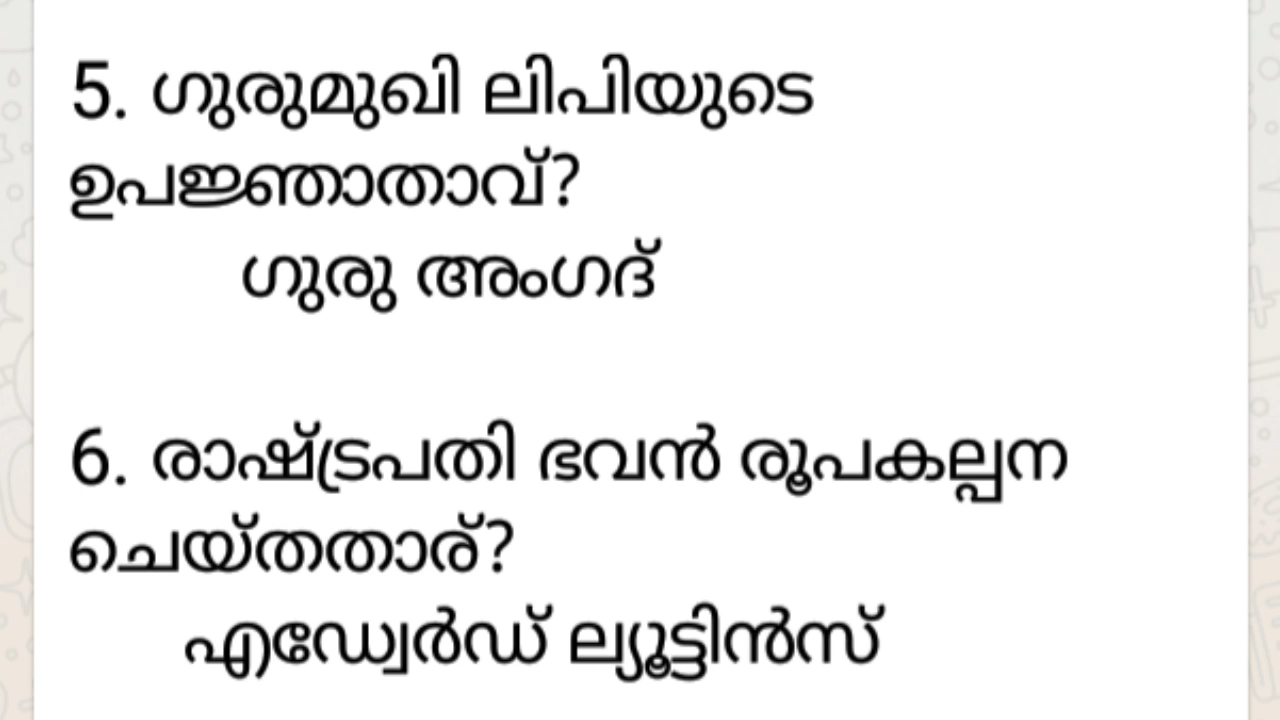 5. ഗുരുമുഖി ലിപിയുടെ
ഉപജ്ഞാതാവ്?
ഗുരു അംഗദ്
6. രാഷ്ട്രപതി ഭവൻ രൂപകല്പന
ചെയ്തതാര്?
എഡ്വേർഡ് ല്യൂട്ടിൻസ്